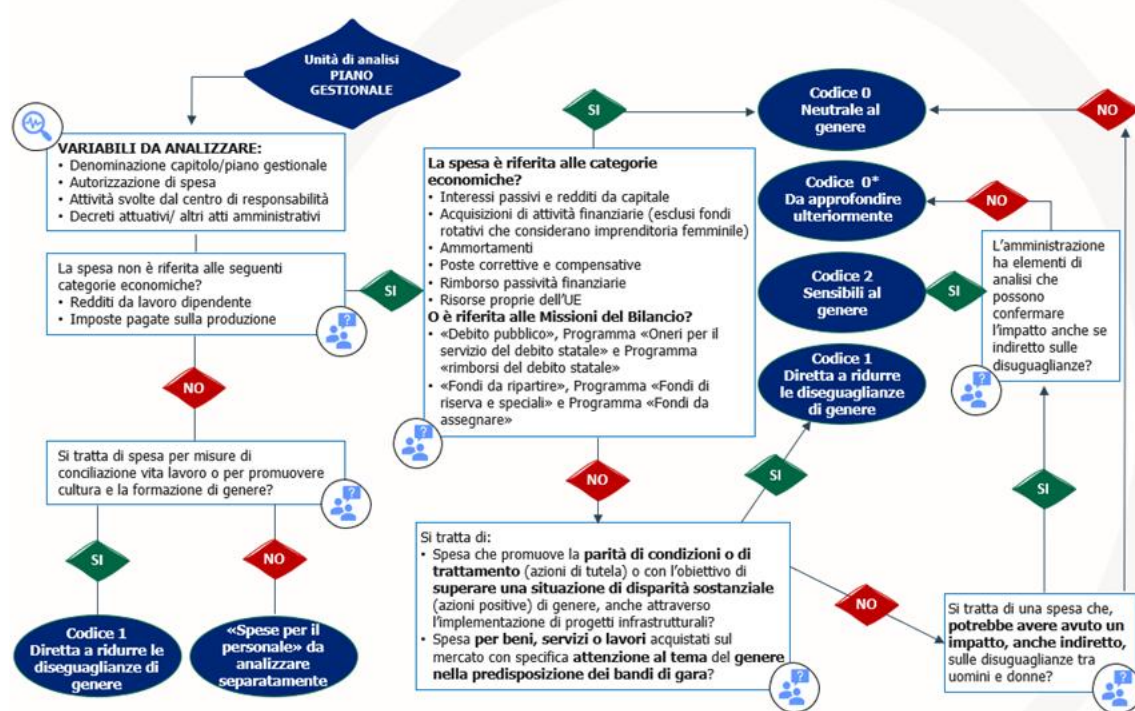 Unità di analisi
PIANO
GESTIONALE
VARIABILI DA ANALIZZARE:
• Denominazione capitolo/piano gestionale
• Autorizzazione di spesa
• Attività svolte dal centro di responsabilità
• Decreti attuativi/ altri atti amministrativi
La spesa non è riferita alle seguenti
categorie economiche?
• Redditi da lavoro dipendente
• Imposte pagate sulla produzione
?
SI
NO
Si tratta di spesa per misure di
conciliazione vita lavoro o per promuovere
cultura e la formazione di genere?
?
SI
NO
Codice 1
Diretta a ridurre le
diseguaglianze di
genere
«Spese per il
personale» da
analizzare
separatamente
SI
La spesa è riferita alle categorie
economiche?
• Interessi passivi e redditi da capitale
• Acquisizioni di attività finanziarie (esclusi fondi
rotativi che considerano imprenditoria femminile)
• Ammortamenti
• Poste correttive e compensative
• Rimborso passività finanziarie
• Risorse proprie dell'UE
O è riferita alle Missioni del Bilancio?
• «Debito pubblico», Programma «Oneri per il
servizio del debito statale» e Programma
«rimborsi del debito statale»
• «Fondi da ripartire», Programma «Fondi di
riserva e speciali» e Programma «Fondi da
assegnare»
?
NO
Si tratta di:
• Spesa che promuove la parità di condizioni o di
trattamento (azioni di tutela) o con l'obiettivo di
superare una situazione di disparità sostanziale
(azioni positive) di genere, anche attraverso
l'implementazione di progetti infrastrutturali?
• Spesa per beni, servizi o lavori acquistati sul
mercato con specifica attenzione al tema del genere
nella predisposizione dei bandi di gara?
?
SI
NO
Codice 0
Neutrale al
genere
Codice 0*
Da approfondire
ulteriormente
Codice 2
Sensibili al
genere
Codice 1
Diretta a ridurre
le diseguaglianze
di genere
NO
NO
SI
L'amministrazione
ha elementi di
analisi che
possono
confermare
l'impatto anche se
indiretto sulle
disuguaglianze?
?
SI
Si tratta di una spesa che,
potrebbe avere avuto un
impatto, anche indiretto,
sulle disuguaglianze tra
uomini e donne?
?